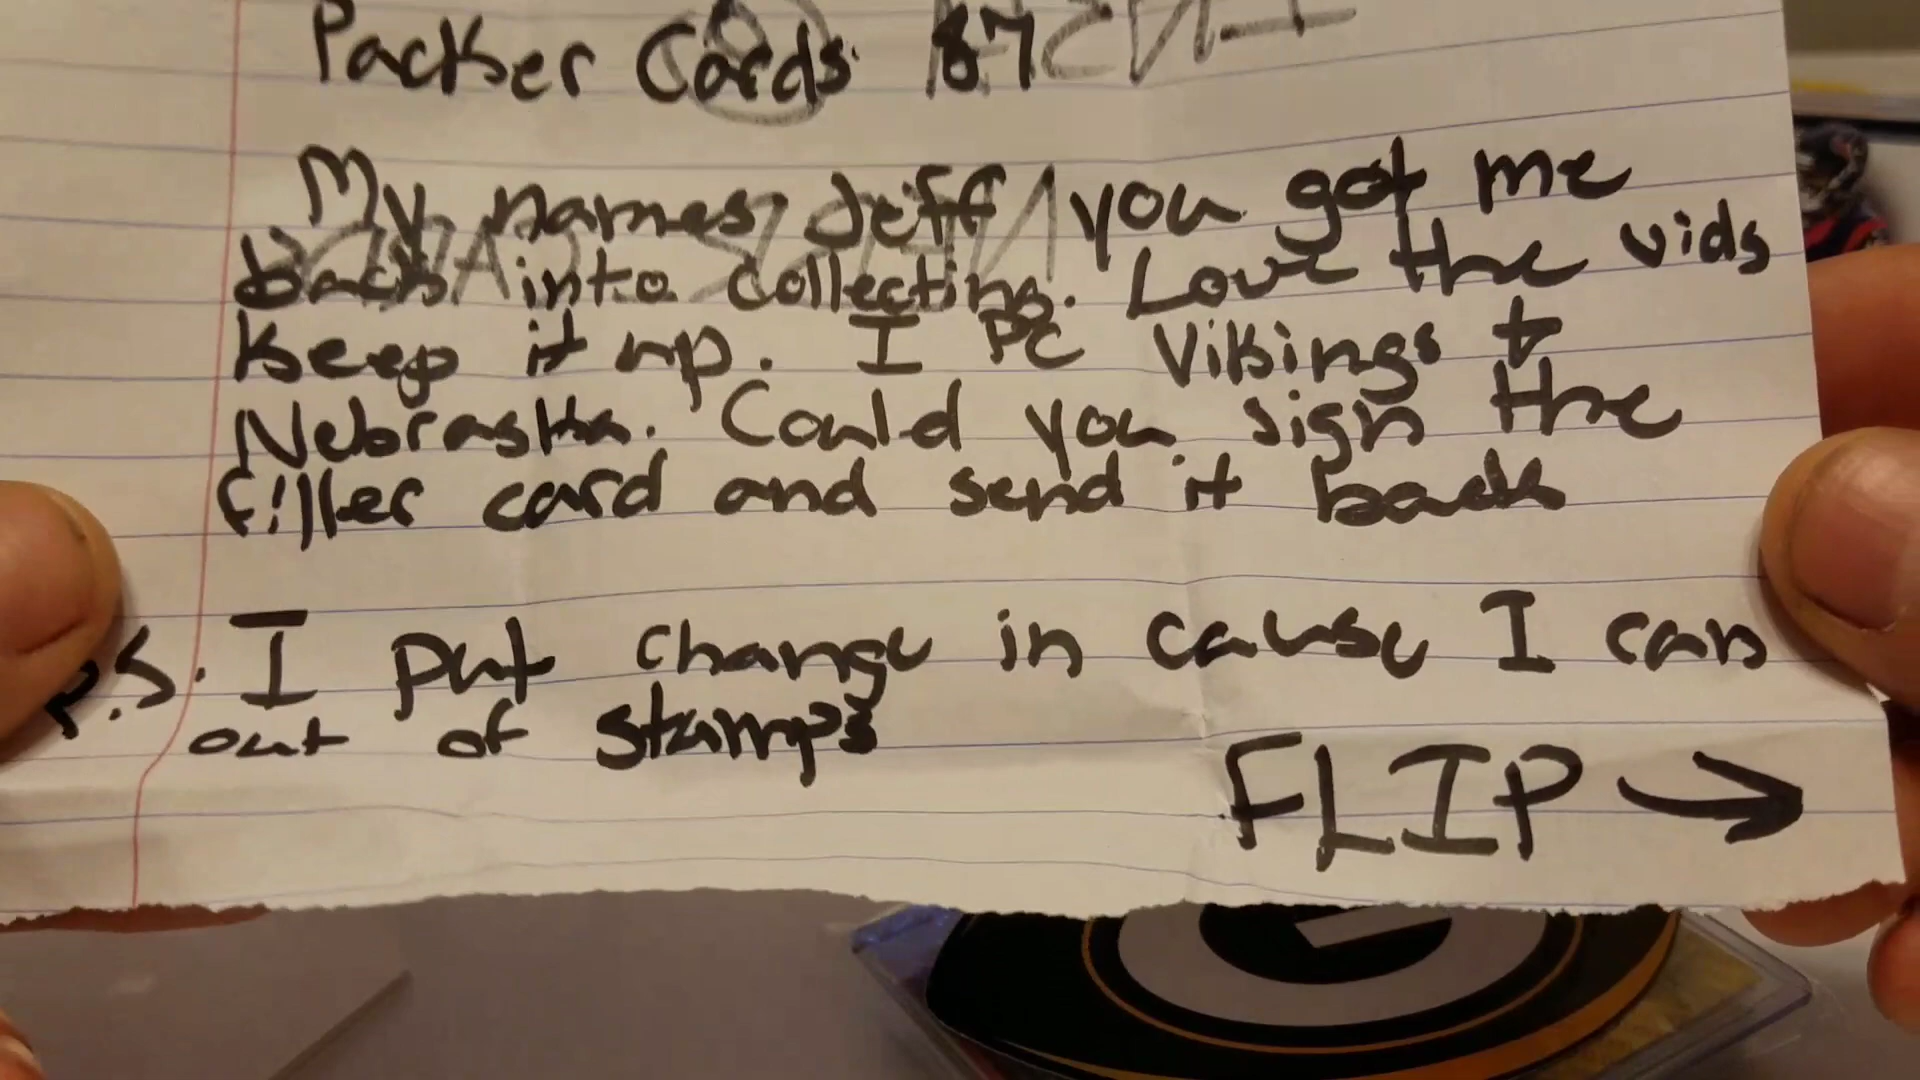 Packer Cards 87
My names Jeff you got me
back into collecting. Love the vids
Keep it up. I PC Vikings +
Nebraska. Could you sign the
filler card and send it back
P.S. I put change in cause I can
out of stamps
FLIP →